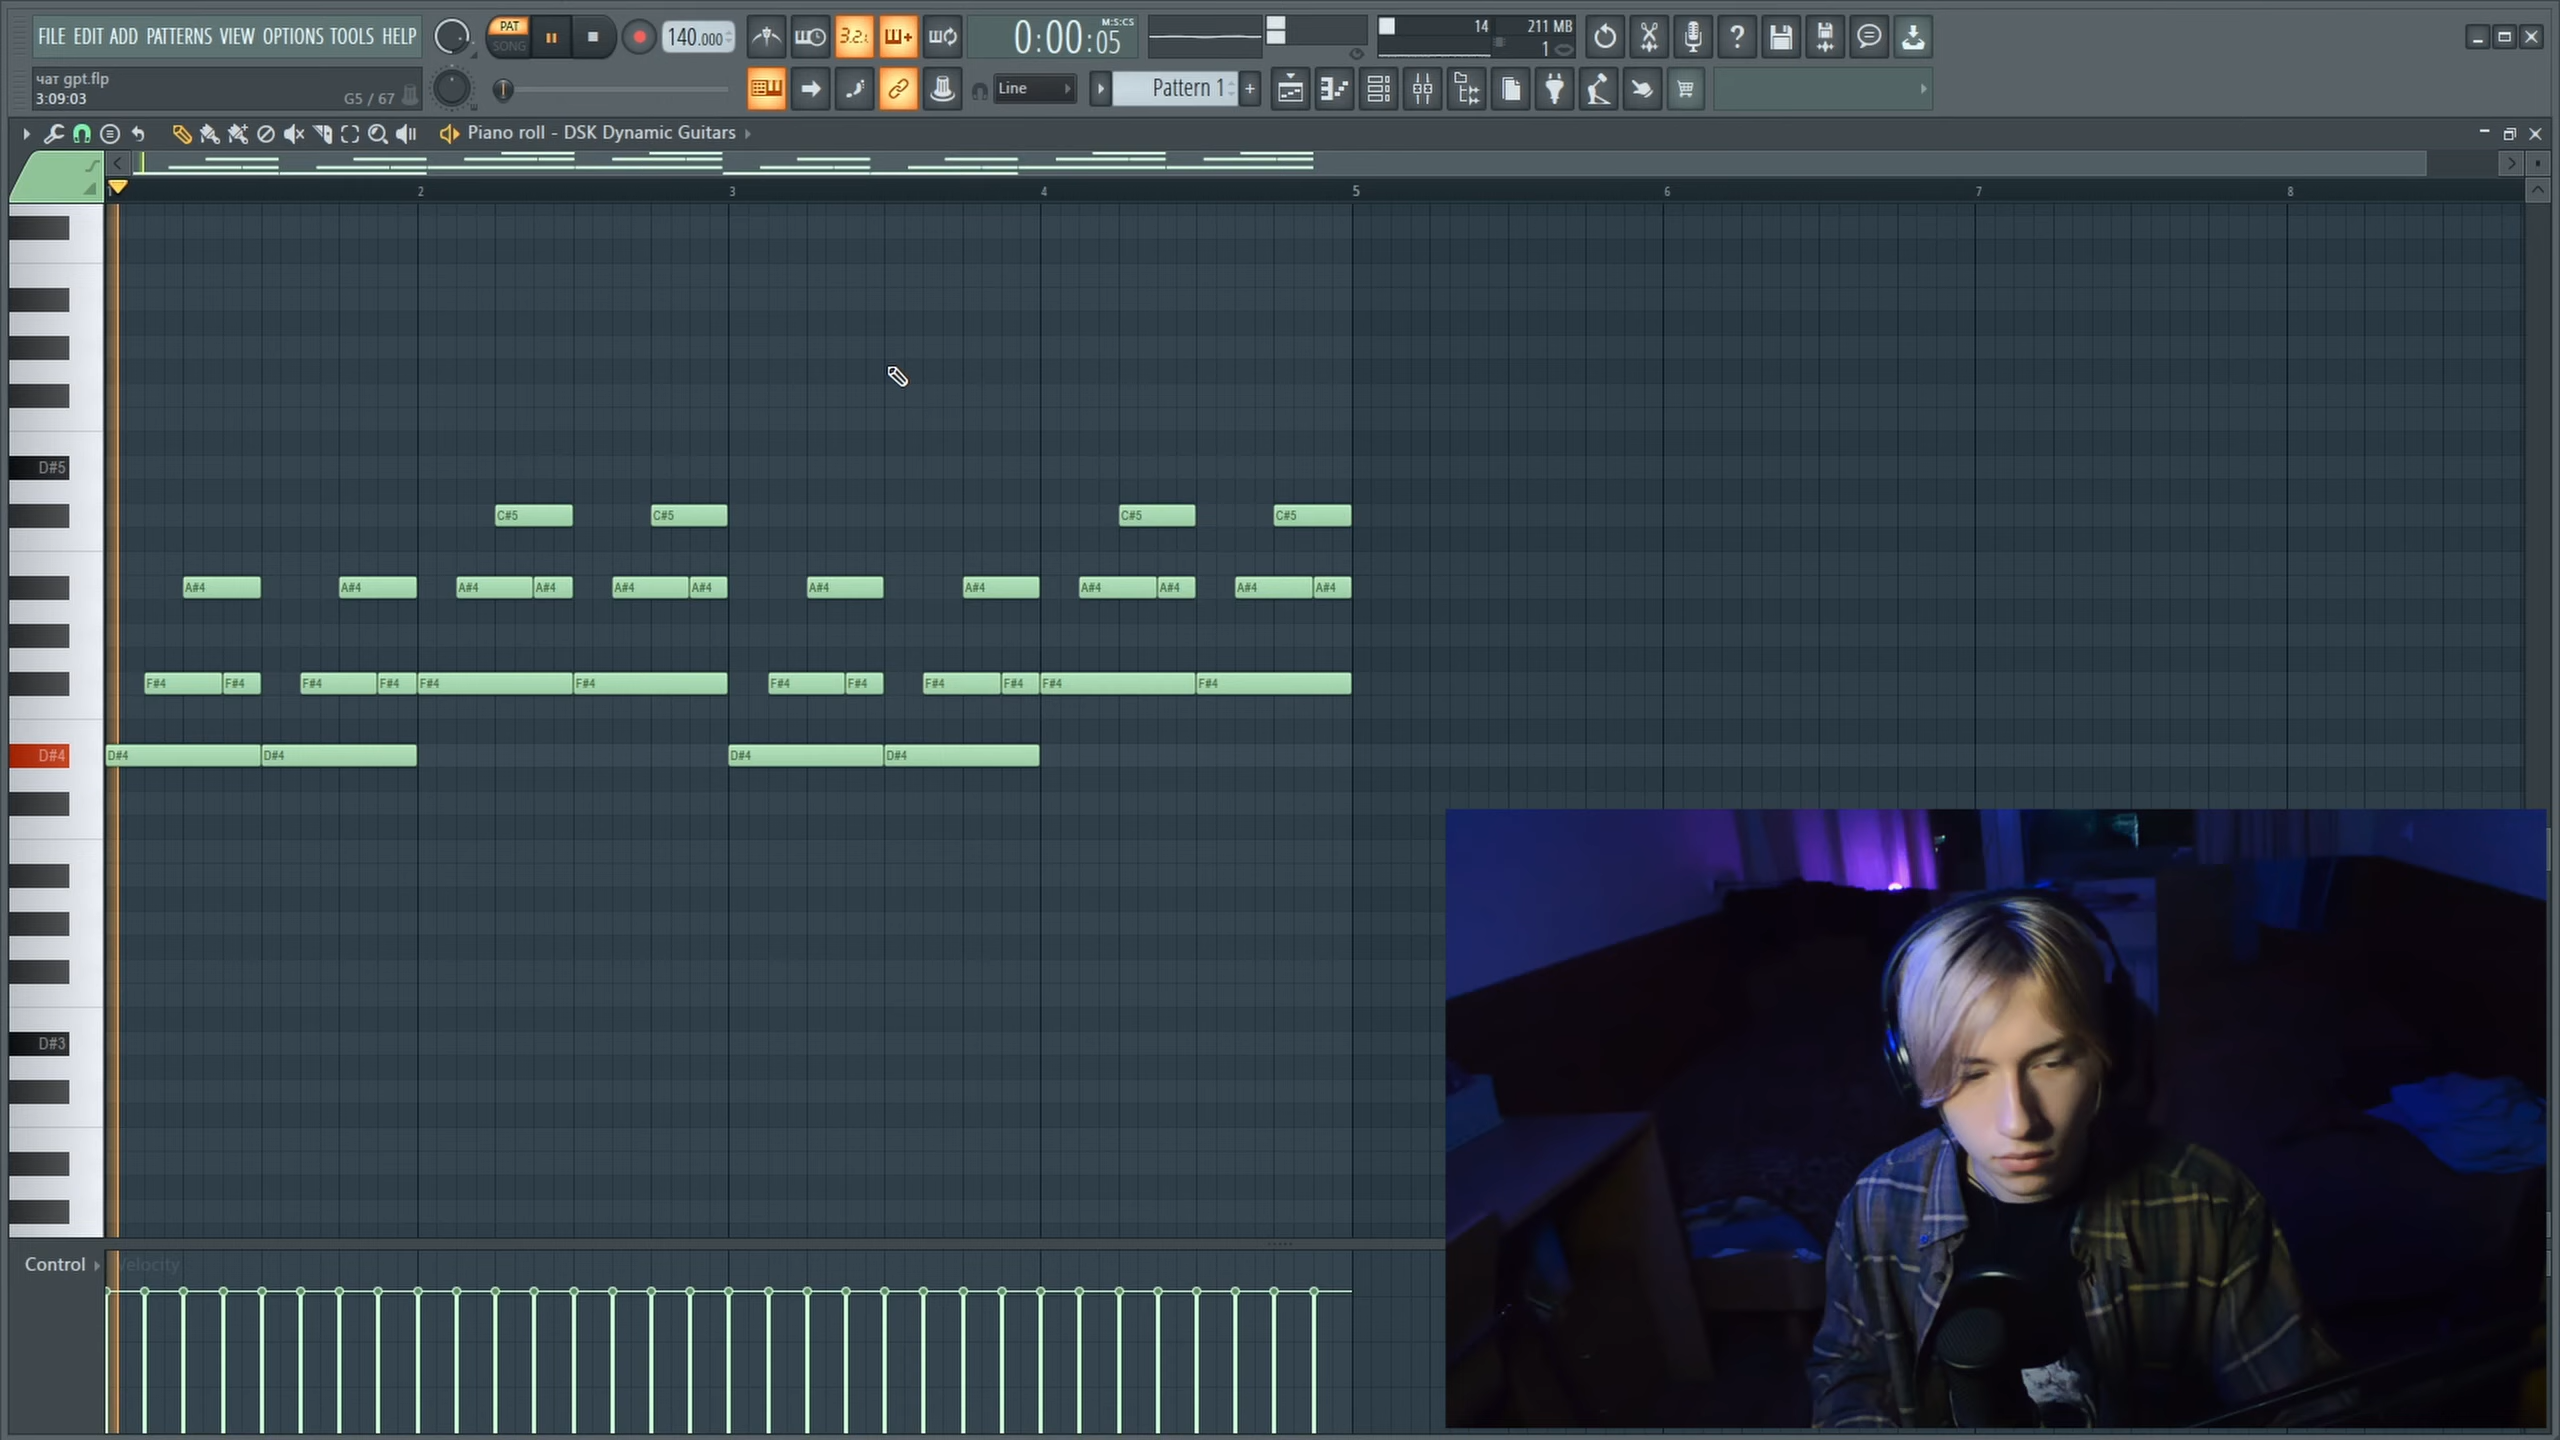 FILE EDIT ADD PATTERNS VIEW OPTIONS TOOLS HELP
PAT
SONG
140.000
3.2.
0:00:05
M:S:CS
14
211 MB
1
чат gpt.flp
3:09:03
G5 / 67
Line
Pattern 1
+
Piano roll - DSK Dynamic Guitars
1 2 3 4 5 6 7 8
D#5
C#5 C#5 C#5 C#5
A#4 A#4 A#4 A#4 A#4 A#4 A#4 A#4 A#4 A#4 A#4 A#4
F#4 F#4 F#4 F#4 F#4 F#4 F#4 F#4 F#4 F#4 F#4 F#4
D#4 D#4 D#4 D#4 D#4
D#3
Control
Velocity